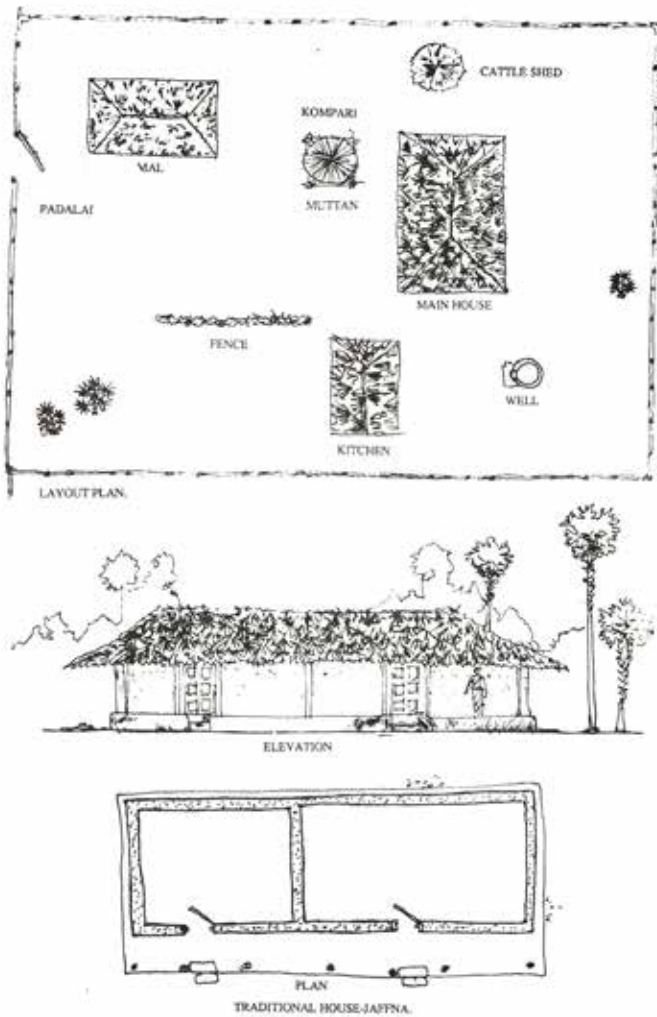 CATTLE SHED
KOMPARI
MAL
MUTTAN
PADALAI
MAIN HOUSE
FENCE
WELL
KITCHEN
LAYOUT PLAN.
ELEVATION
PLAN
TRADITIONAL HOUSE-JAFFNA.